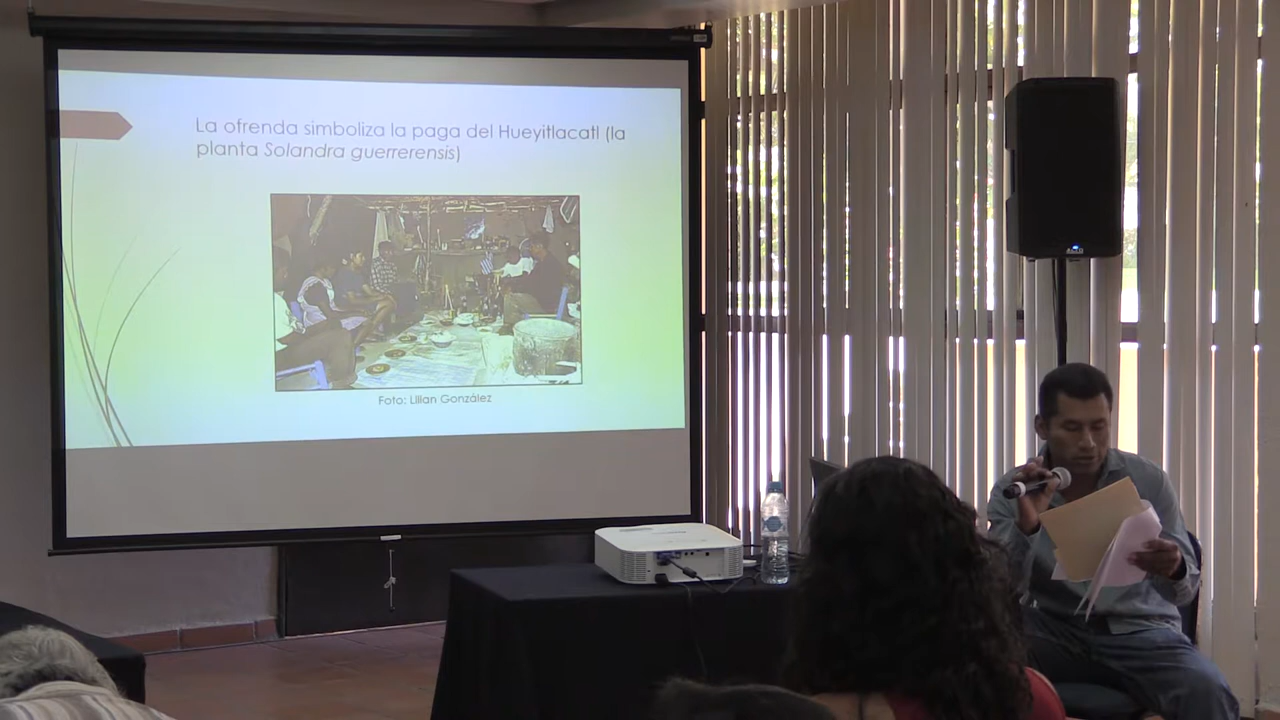 La ofrenda simboliza la paga del Hueyitlacatl (la
planta Solandra guerrerensis)
Foto: Lilian González